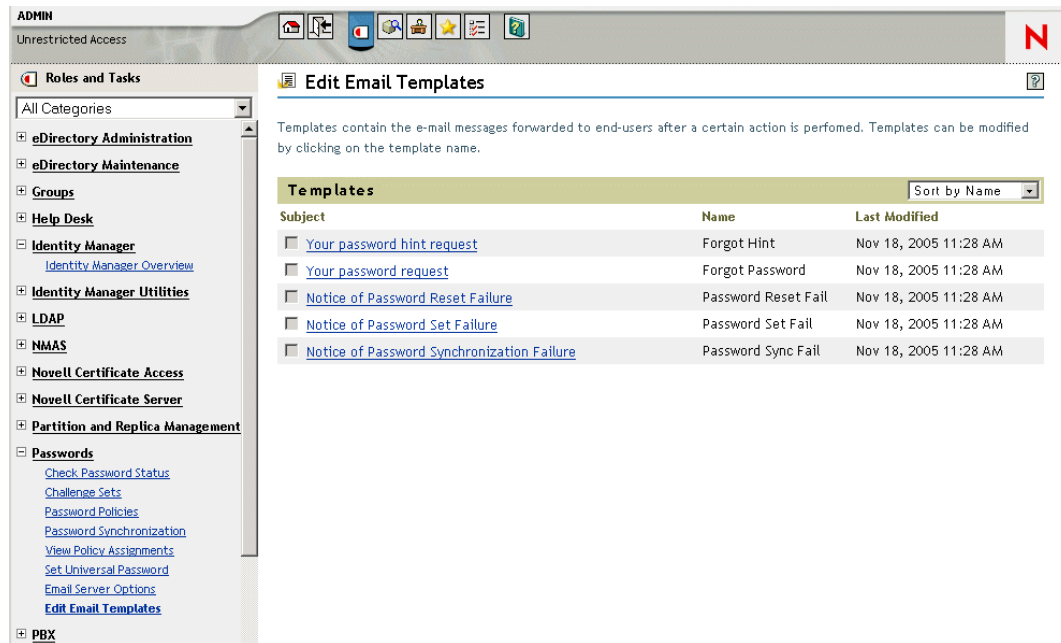 ADMIN
Unrestricted Access
N
Roles and Tasks
All Categories
eDirectory Administration
eDirectory Maintenance
Groups
Help Desk
Identity Manager
Identity Manager Overview
Identity Manager Utilities
LDAP
NMAS
Novell Certificate Access
Novell Certificate Server
Partition and Replica Management
Passwords
Check Password Status
Challenge Sets
Password Policies
Password Synchronization
View Policy Assignments
Set Universal Password
Email Server Options
Edit Email Templates
PBX
Edit Email Templates
?
Templates contain the e-mail messages forwarded to end-users after a certain action is perfomed. Templates can be modified
by clicking on the template name.
Templates Sort by Name
Subject Name Last Modified
Your password hint request Forgot Hint Nov 18, 2005 11:28 AM
Your password request Forgot Password Nov 18, 2005 11:28 AM
Notice of Password Reset Failure Password Reset Fail Nov 18, 2005 11:28 AM
Notice of Password Set Failure Password Set Fail Nov 18, 2005 11:28 AM
Notice of Password Synchronization Failure Password Sync Fail Nov 18, 2005 11:28 AM